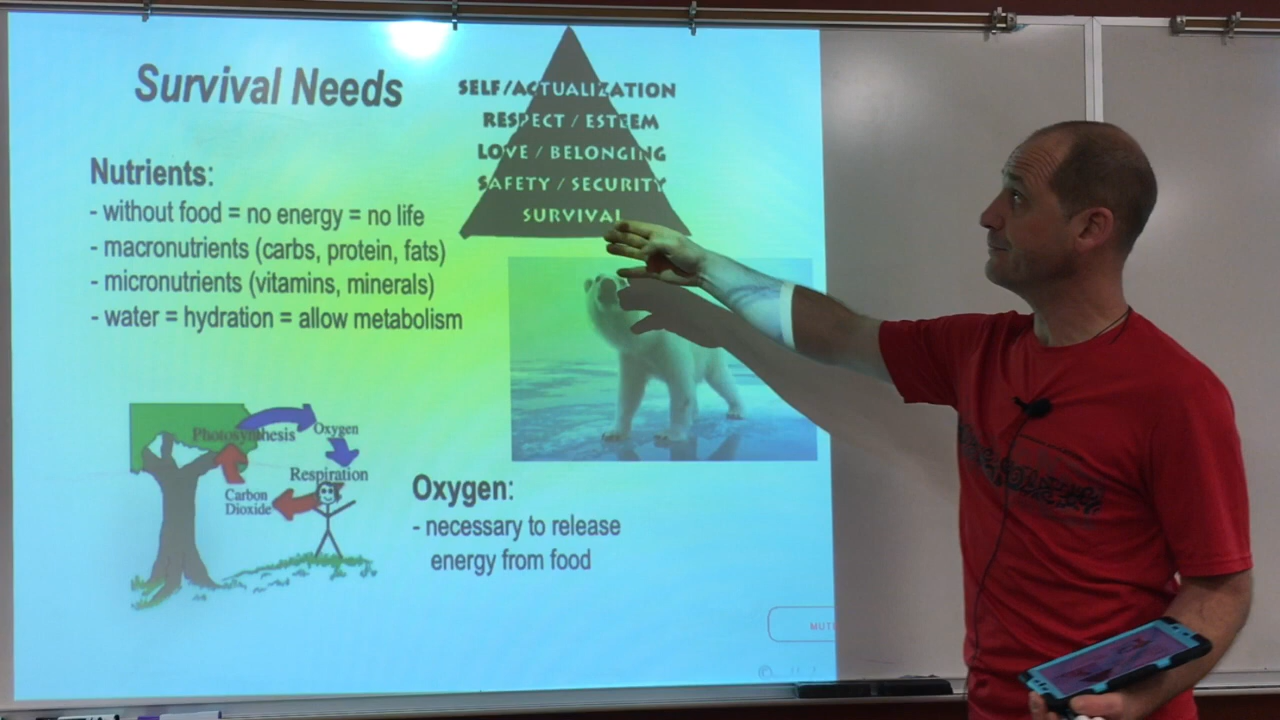 Survival Needs
SELF/ACTUALIZATION
RESPECT / ESTEEM
LOVE / BELONGING
SAFETY / SECURITY
SURVIVAL
Nutrients:
- without food = no energy = no life
- macronutrients (carbs, protein, fats)
- micronutrients (vitamins, minerals)
- water = hydration = allow metabolism
Photosynthesis
Oxygen
Respiration
Carbon
Dioxide
Oxygen:
- necessary to release
energy from food